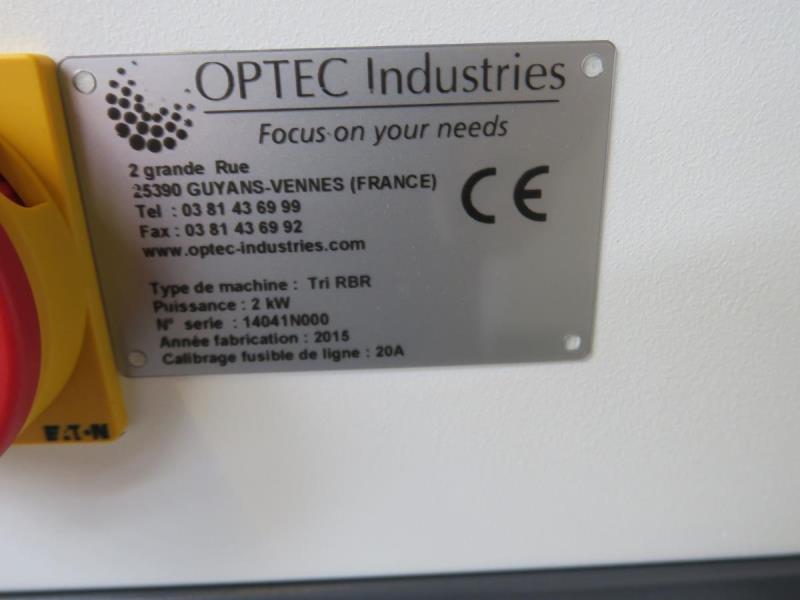 OPTEC Industries
Focus on your needs
2 grande Rue
25390 GUYANS-VENNES (FRANCE)
Tel : 03 81 43 69 99
Fax : 03 81 43 69 92
www.optec-industries.com
CE
Type de machine : Tri RBR
Puissance : 2 kW
N° serie : 14041N000
Année fabrication : 2015
Calibrage fusible de ligne : 20A
EATON